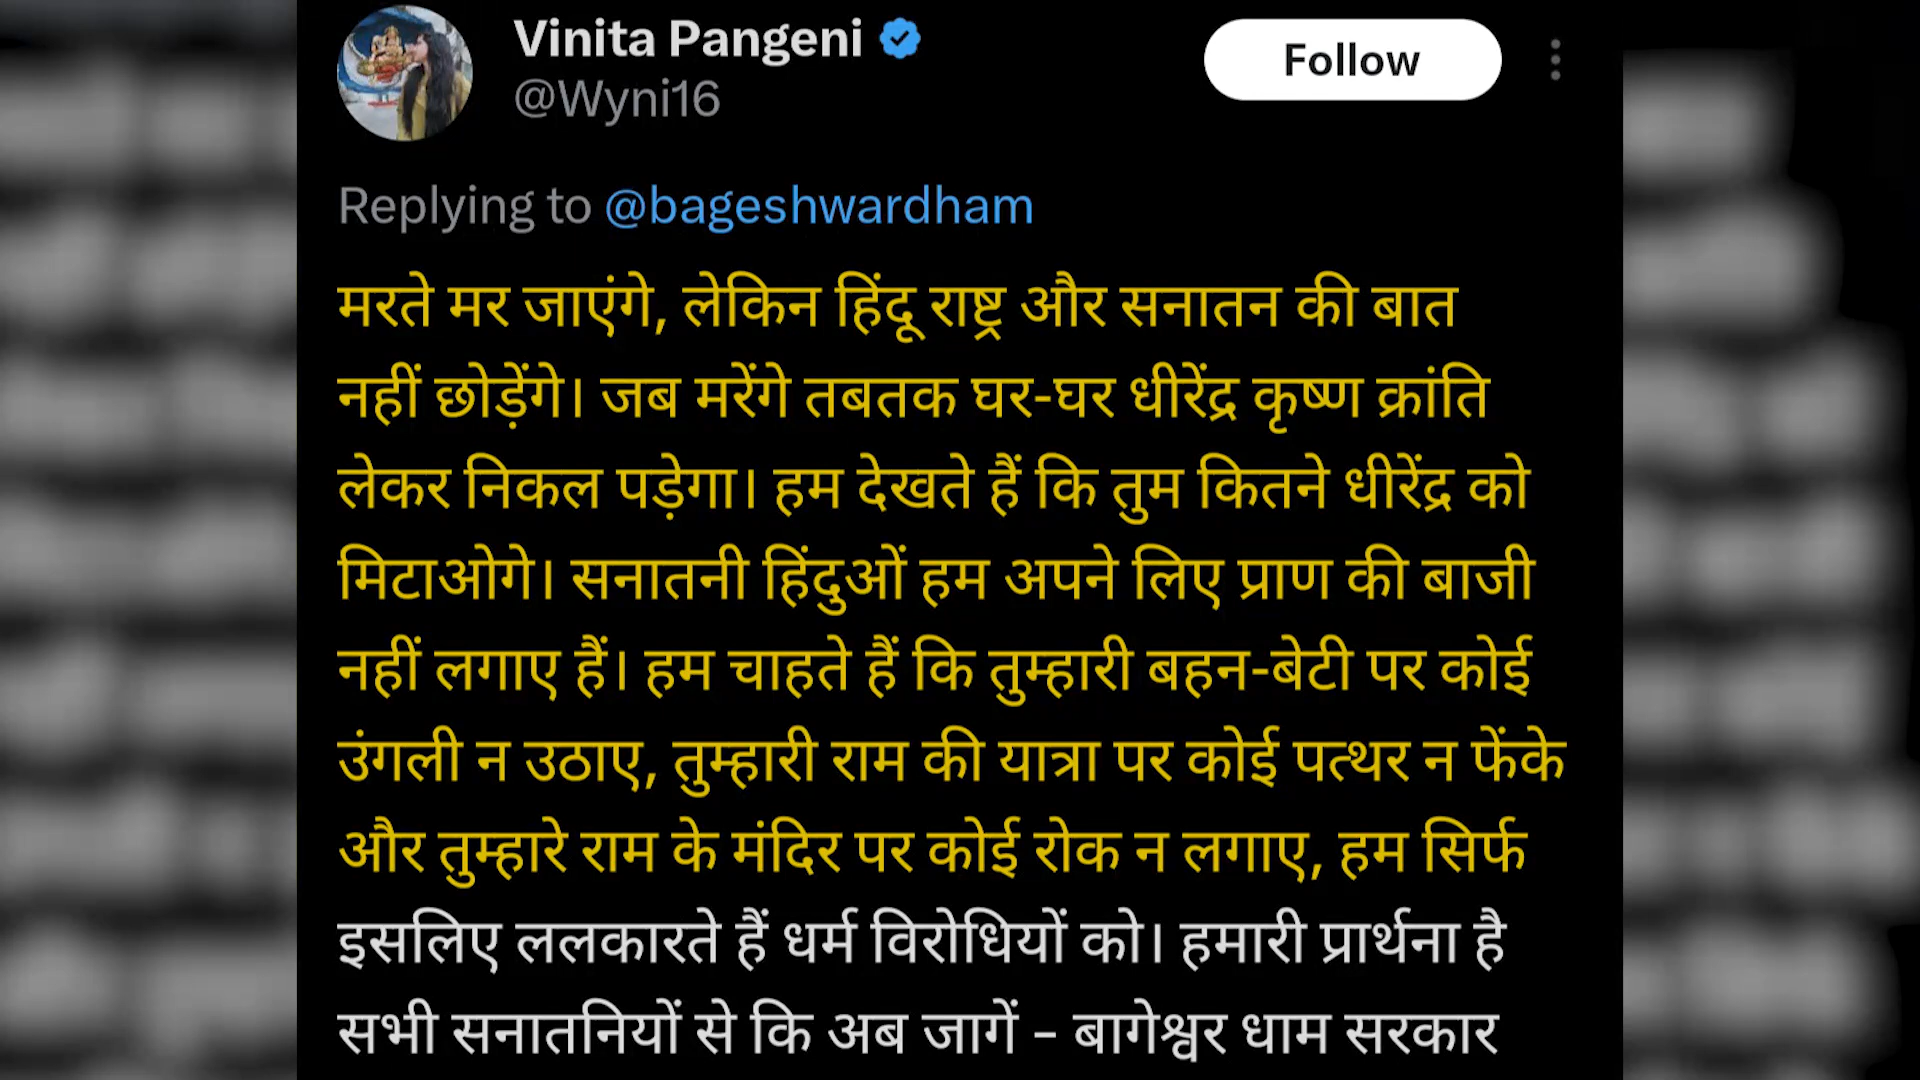 Vinita Pangeni
@Wyni16
Follow
Replying to @bageshwardham
मरते मर जाएंगे, लेकिन हिंदू राष्ट्र और सनातन की बात
नहीं छोड़ेंगे। जब मरेंगे तबतक घर-घर धीरेंद्र कृष्ण क्रांति
लेकर निकल पड़ेगा। हम देखते हैं कि तुम कितने धीरेंद्र को
मिटाओगे। सनातनी हिंदुओं हम अपने लिए प्राण की बाजी
नहीं लगाए हैं। हम चाहते हैं कि तुम्हारी बहन-बेटी पर कोई
उंगली न उठाए, तुम्हारी राम की यात्रा पर कोई पत्थर न फेंके
और तुम्हारे राम के मंदिर पर कोई रोक न लगाए, हम सिर्फ
इसलिए ललकारते हैं धर्म विरोधियों को। हमारी प्रार्थना है
सभी सनातनियों से कि अब जागें – बागेश्वर धाम सरकार